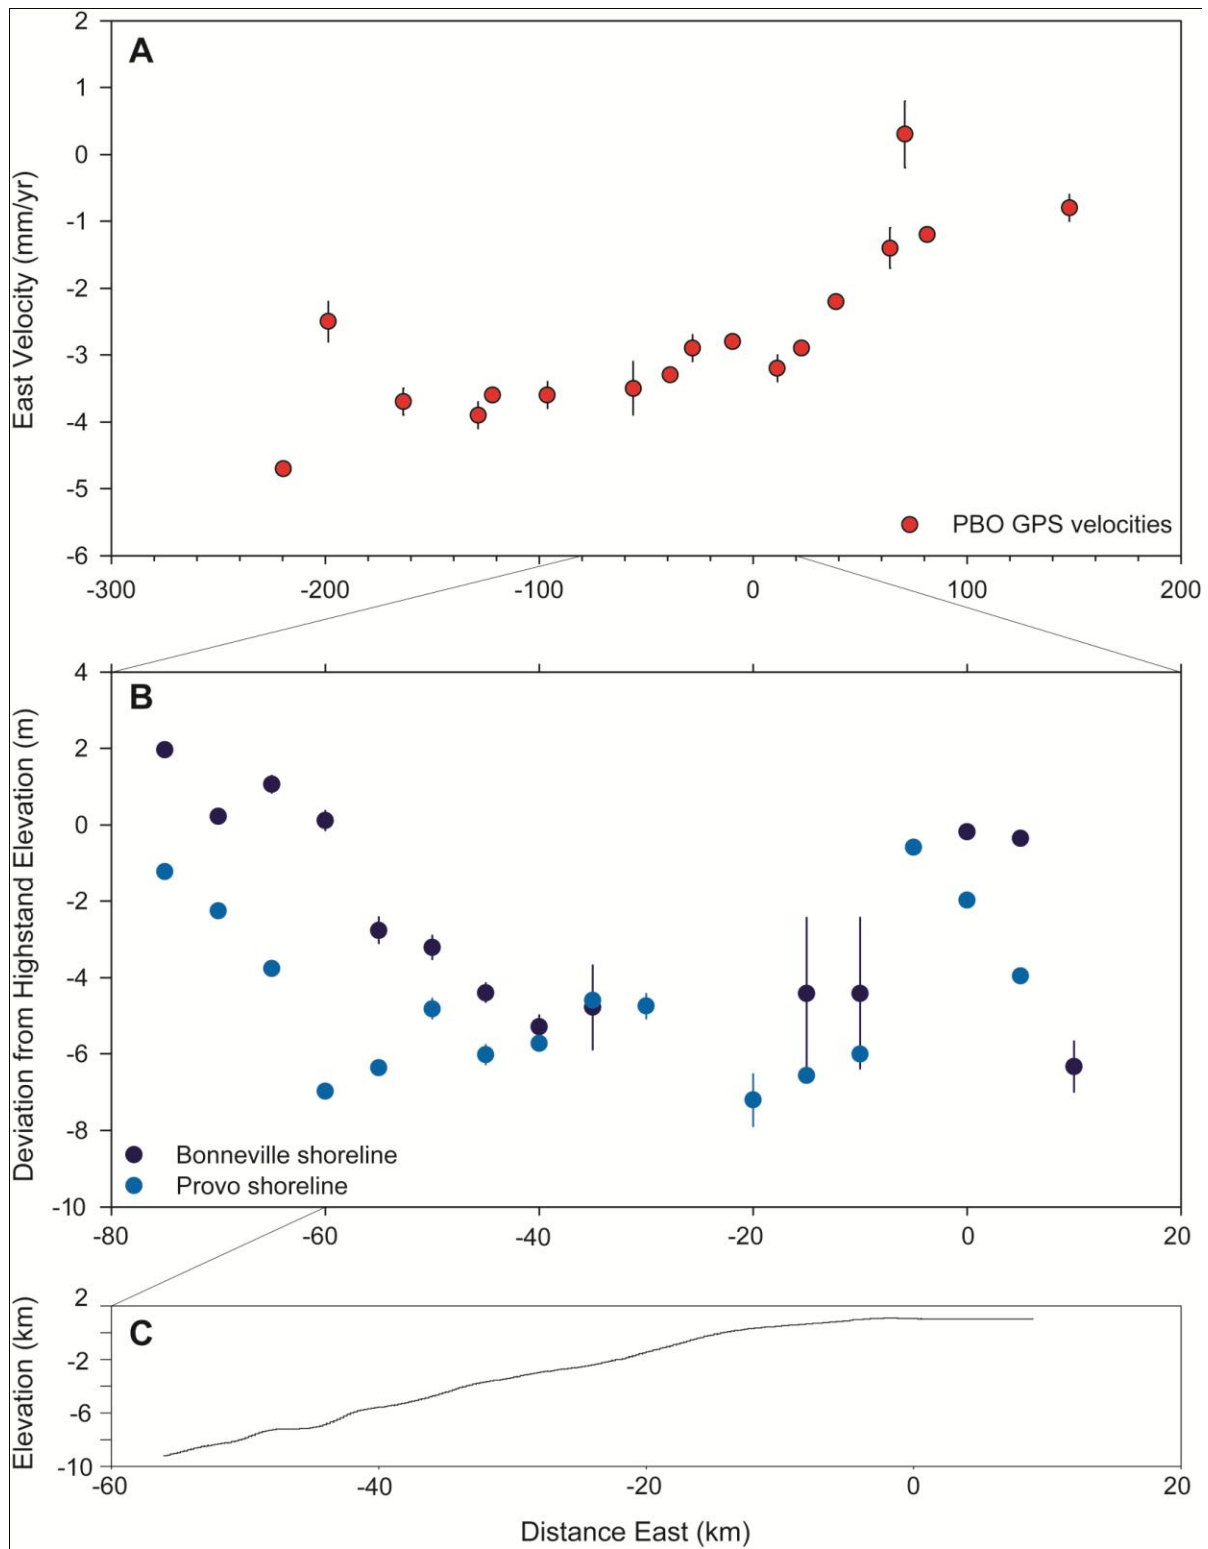 A
East Velocity (mm/yr)
2
1
0
-1
-2
-3
-4
-5
-6
PBO GPS velocities
-300 -200 -100 0 100 200
B
Deviation from Highstand Elevation (m)
4
2
0
-2
-4
-6
-8
-10
Bonneville shoreline
Provo shoreline
-80 -60 -40 -20 0 20
C
Elevation (km)
2
-2
-6
-10
-60 -40 -20 0 20
Distance East (km)